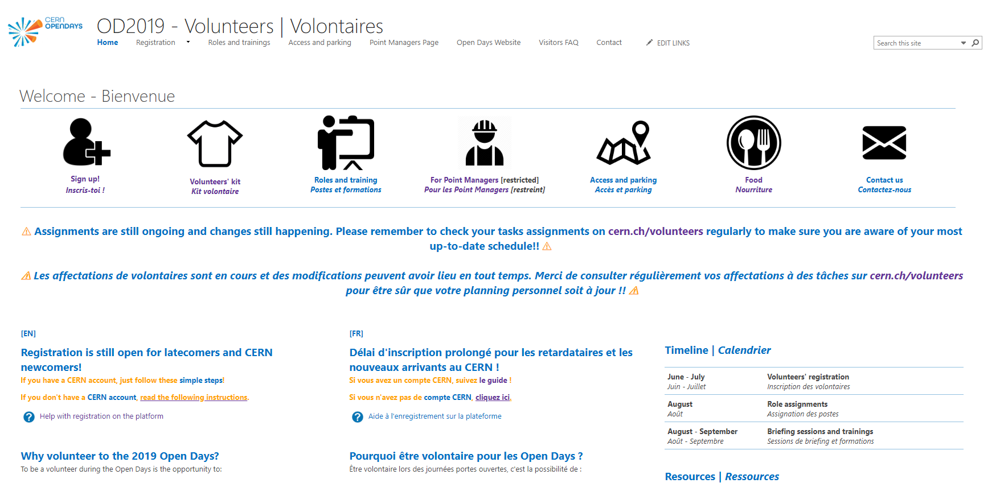 CERN
OPENDAYS
OD2019 - Volunteers | Volontaires
Home Registration Roles and trainings Access and parking Point Managers Page Open Days Website Visitors FAQ Contact EDIT LINKS
Search this site
Welcome - Bienvenue
Sign up!
Inscris-toi !
Volunteers' kit
Kit volontaire
Roles and training
Postes et formations
For Point Managers [restricted]
Pour les Point Managers [restreint]
Access and parking
Accès et parking
Food
Nourriture
Contact us
Contactez-nous
⚠ Assignments are still ongoing and changes still happening. Please remember to check your tasks assignments on cern.ch/volunteers regularly to make sure you are aware of your most
up-to-date schedule!! ⚠
⚠ Les affectations de volontaires sont en cours et des modifications peuvent avoir lieu en tout temps. Merci de consulter régulièrement vos affectations à des tâches sur cern.ch/volunteers
pour être sûr que votre planning personnel soit à jour !! ⚠
[EN]
Registration is still open for latecomers and CERN
newcomers!
If you have a CERN account, just follow these simple steps!
If you don't have a CERN account, read the following instructions.
Help with registration on the platform
Why volunteer to the 2019 Open Days?
To be a volunteer during the Open Days is the opportunity to:
[FR]
Délai d'inscription prolongé pour les retardataires et les
nouveaux arrivants au CERN !
Si vous avez un compte CERN, suivez le guide !
Si vous n'avez pas de compte CERN, cliquez ici.
Aide à l'enregistrement sur la plateforme
Pourquoi être volontaire pour les Open Days ?
Être volontaire lors des journées portes ouvertes, c'est la possibilité de :
Timeline | Calendrier
June - July Volunteers' registration
Juin - Juillet Inscription des volontaires
August Role assignments
Août Assignation des postes
August - September Briefing sessions and trainings
Août - Septembre Sessions de briefing et formations
Resources | Ressources